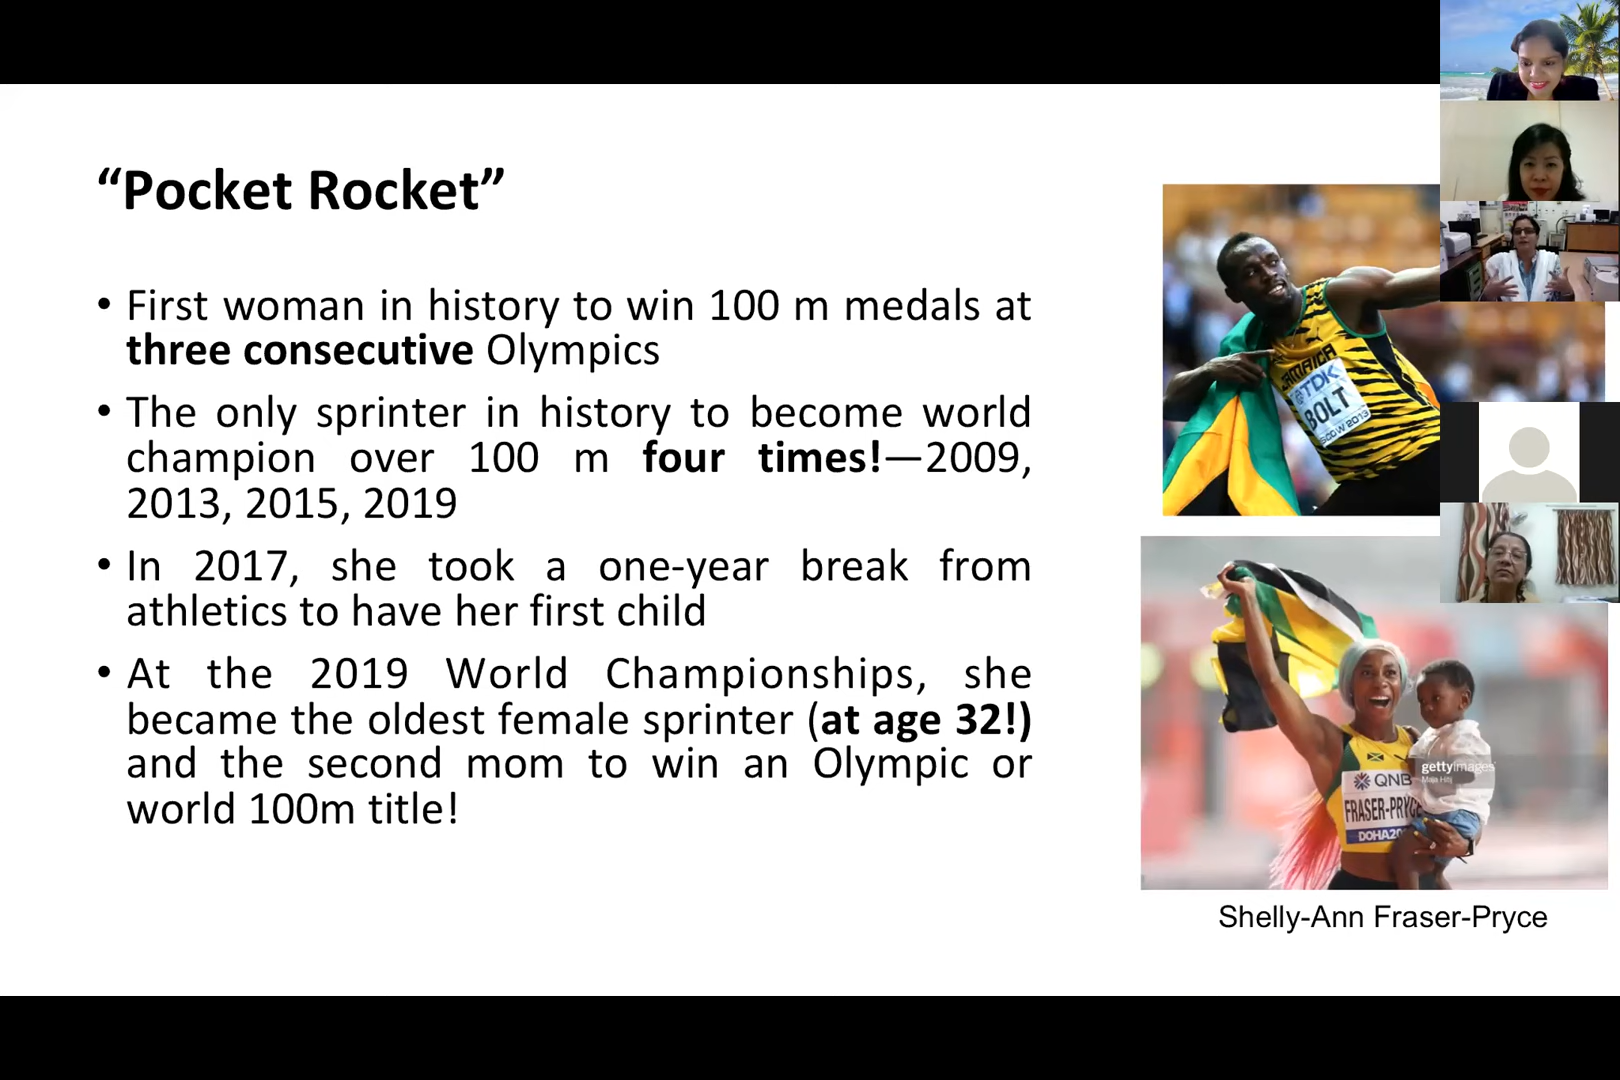 “Pocket Rocket”
• First woman in history to win 100 m medals at
three consecutive Olympics
• The only sprinter in history to become world
champion over 100 m four times!—2009,
2013, 2015, 2019
• In 2017, she took a one-year break from
athletics to have her first child
• At the 2019 World Championships, she
became the oldest female sprinter (at age 32!)
and the second mom to win an Olympic or
world 100m title!
JAMAICA
TDK
BOLT
gettyimages
QNB
FRASER-PRYCE
DOHA20
Shelly-Ann Fraser-Pryce